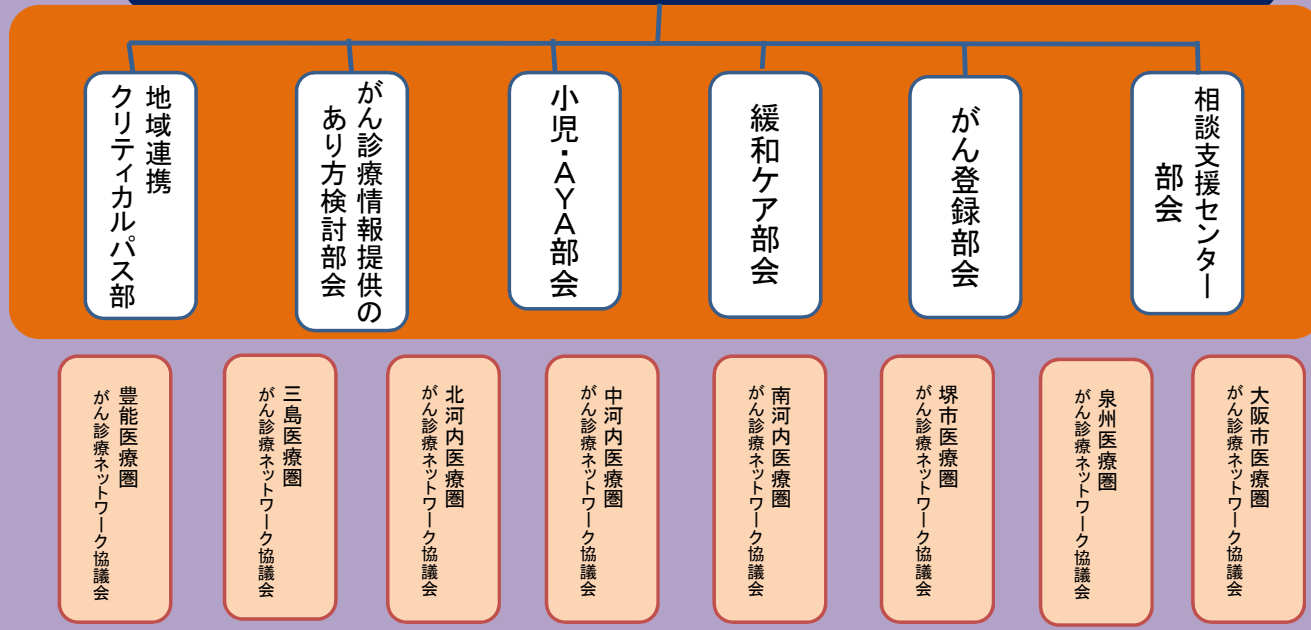 地域連携
クリティカルパス部
がん診療情報提供の
あり方検討部会
小児・ＡＹＡ部会
緩和ケア部会
がん登録部会
相談支援センター
部会
豊能医療圏
がん診療ネットワーク協議会
三島医療圏
がん診療ネットワーク協議会
北河内医療圏
がん診療ネットワーク協議会
中河内医療圏
がん診療ネットワーク協議会
南河内医療圏
がん診療ネットワーク協議会
堺市医療圏
がん診療ネットワーク協議会
泉州医療圏
がん診療ネットワーク協議会
大阪市医療圏
がん診療ネットワーク協議会